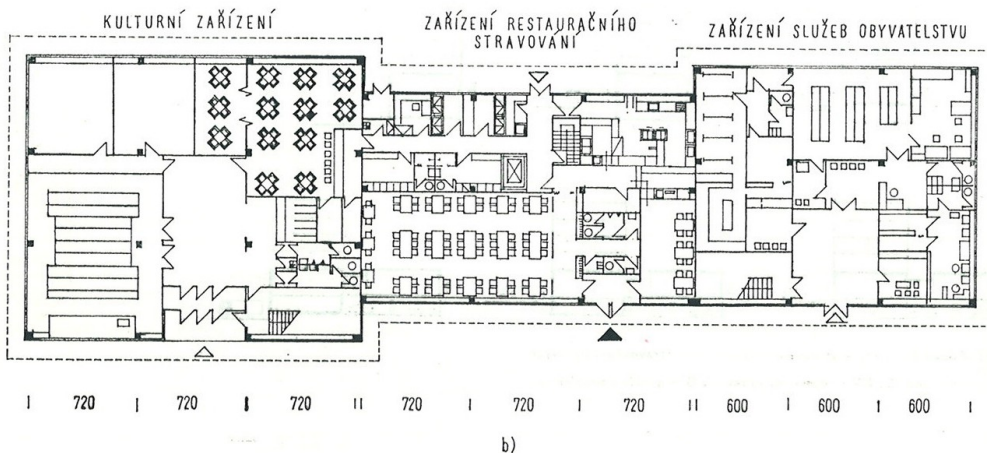 KULTURNÍ ZAŘÍZENÍ
ZAŘÍZENÍ RESTAURAČNÍHO
STRAVOVÁNÍ
ZAŘÍZENÍ SLUŽEB OBYVATELSTVU
720 720 720 720 720 720 600 600 600
b)